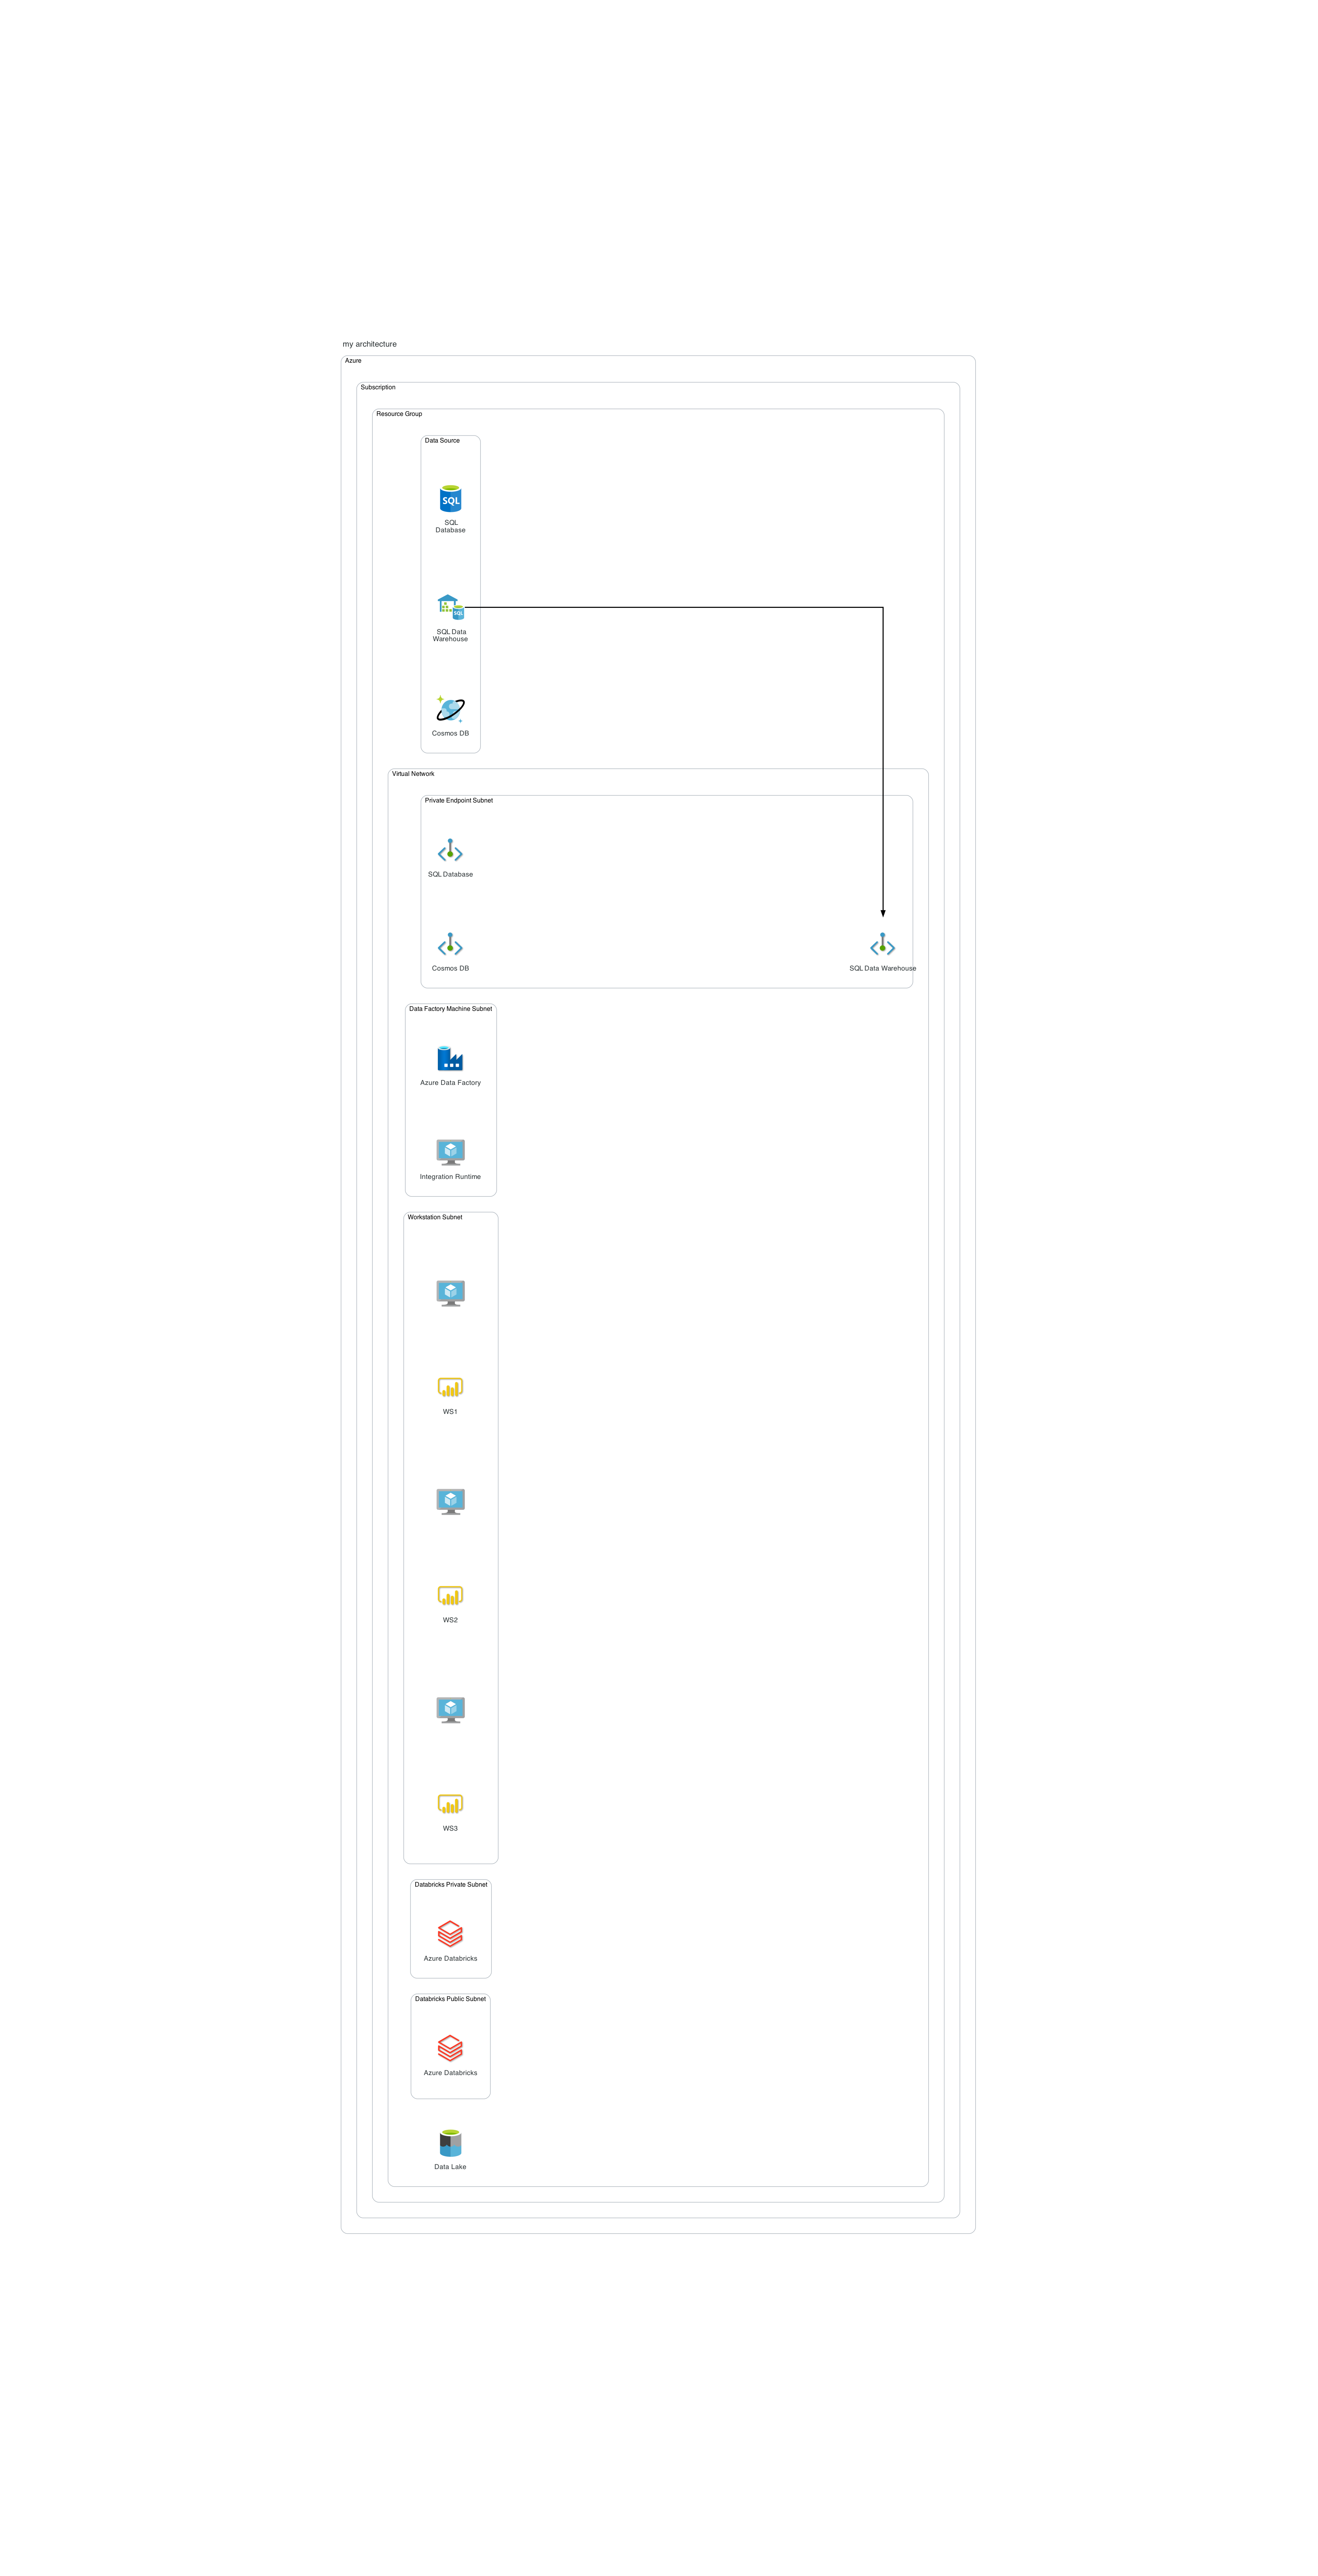 my architecture
Azure
Subscription
Resource Group
Data Source
SQL
SQL
Database
SQL
SQL Data
Warehouse
Cosmos DB
Virtual Network
Private Endpoint Subnet
SQL Database
Cosmos DB
SQL Data Warehouse
Data Factory Machine Subnet
Azure Data Factory
Integration Runtime
Workstation Subnet
WS1
WS2
WS3
Databricks Private Subnet
Azure Databricks
Databricks Public Subnet
Azure Databricks
Data Lake